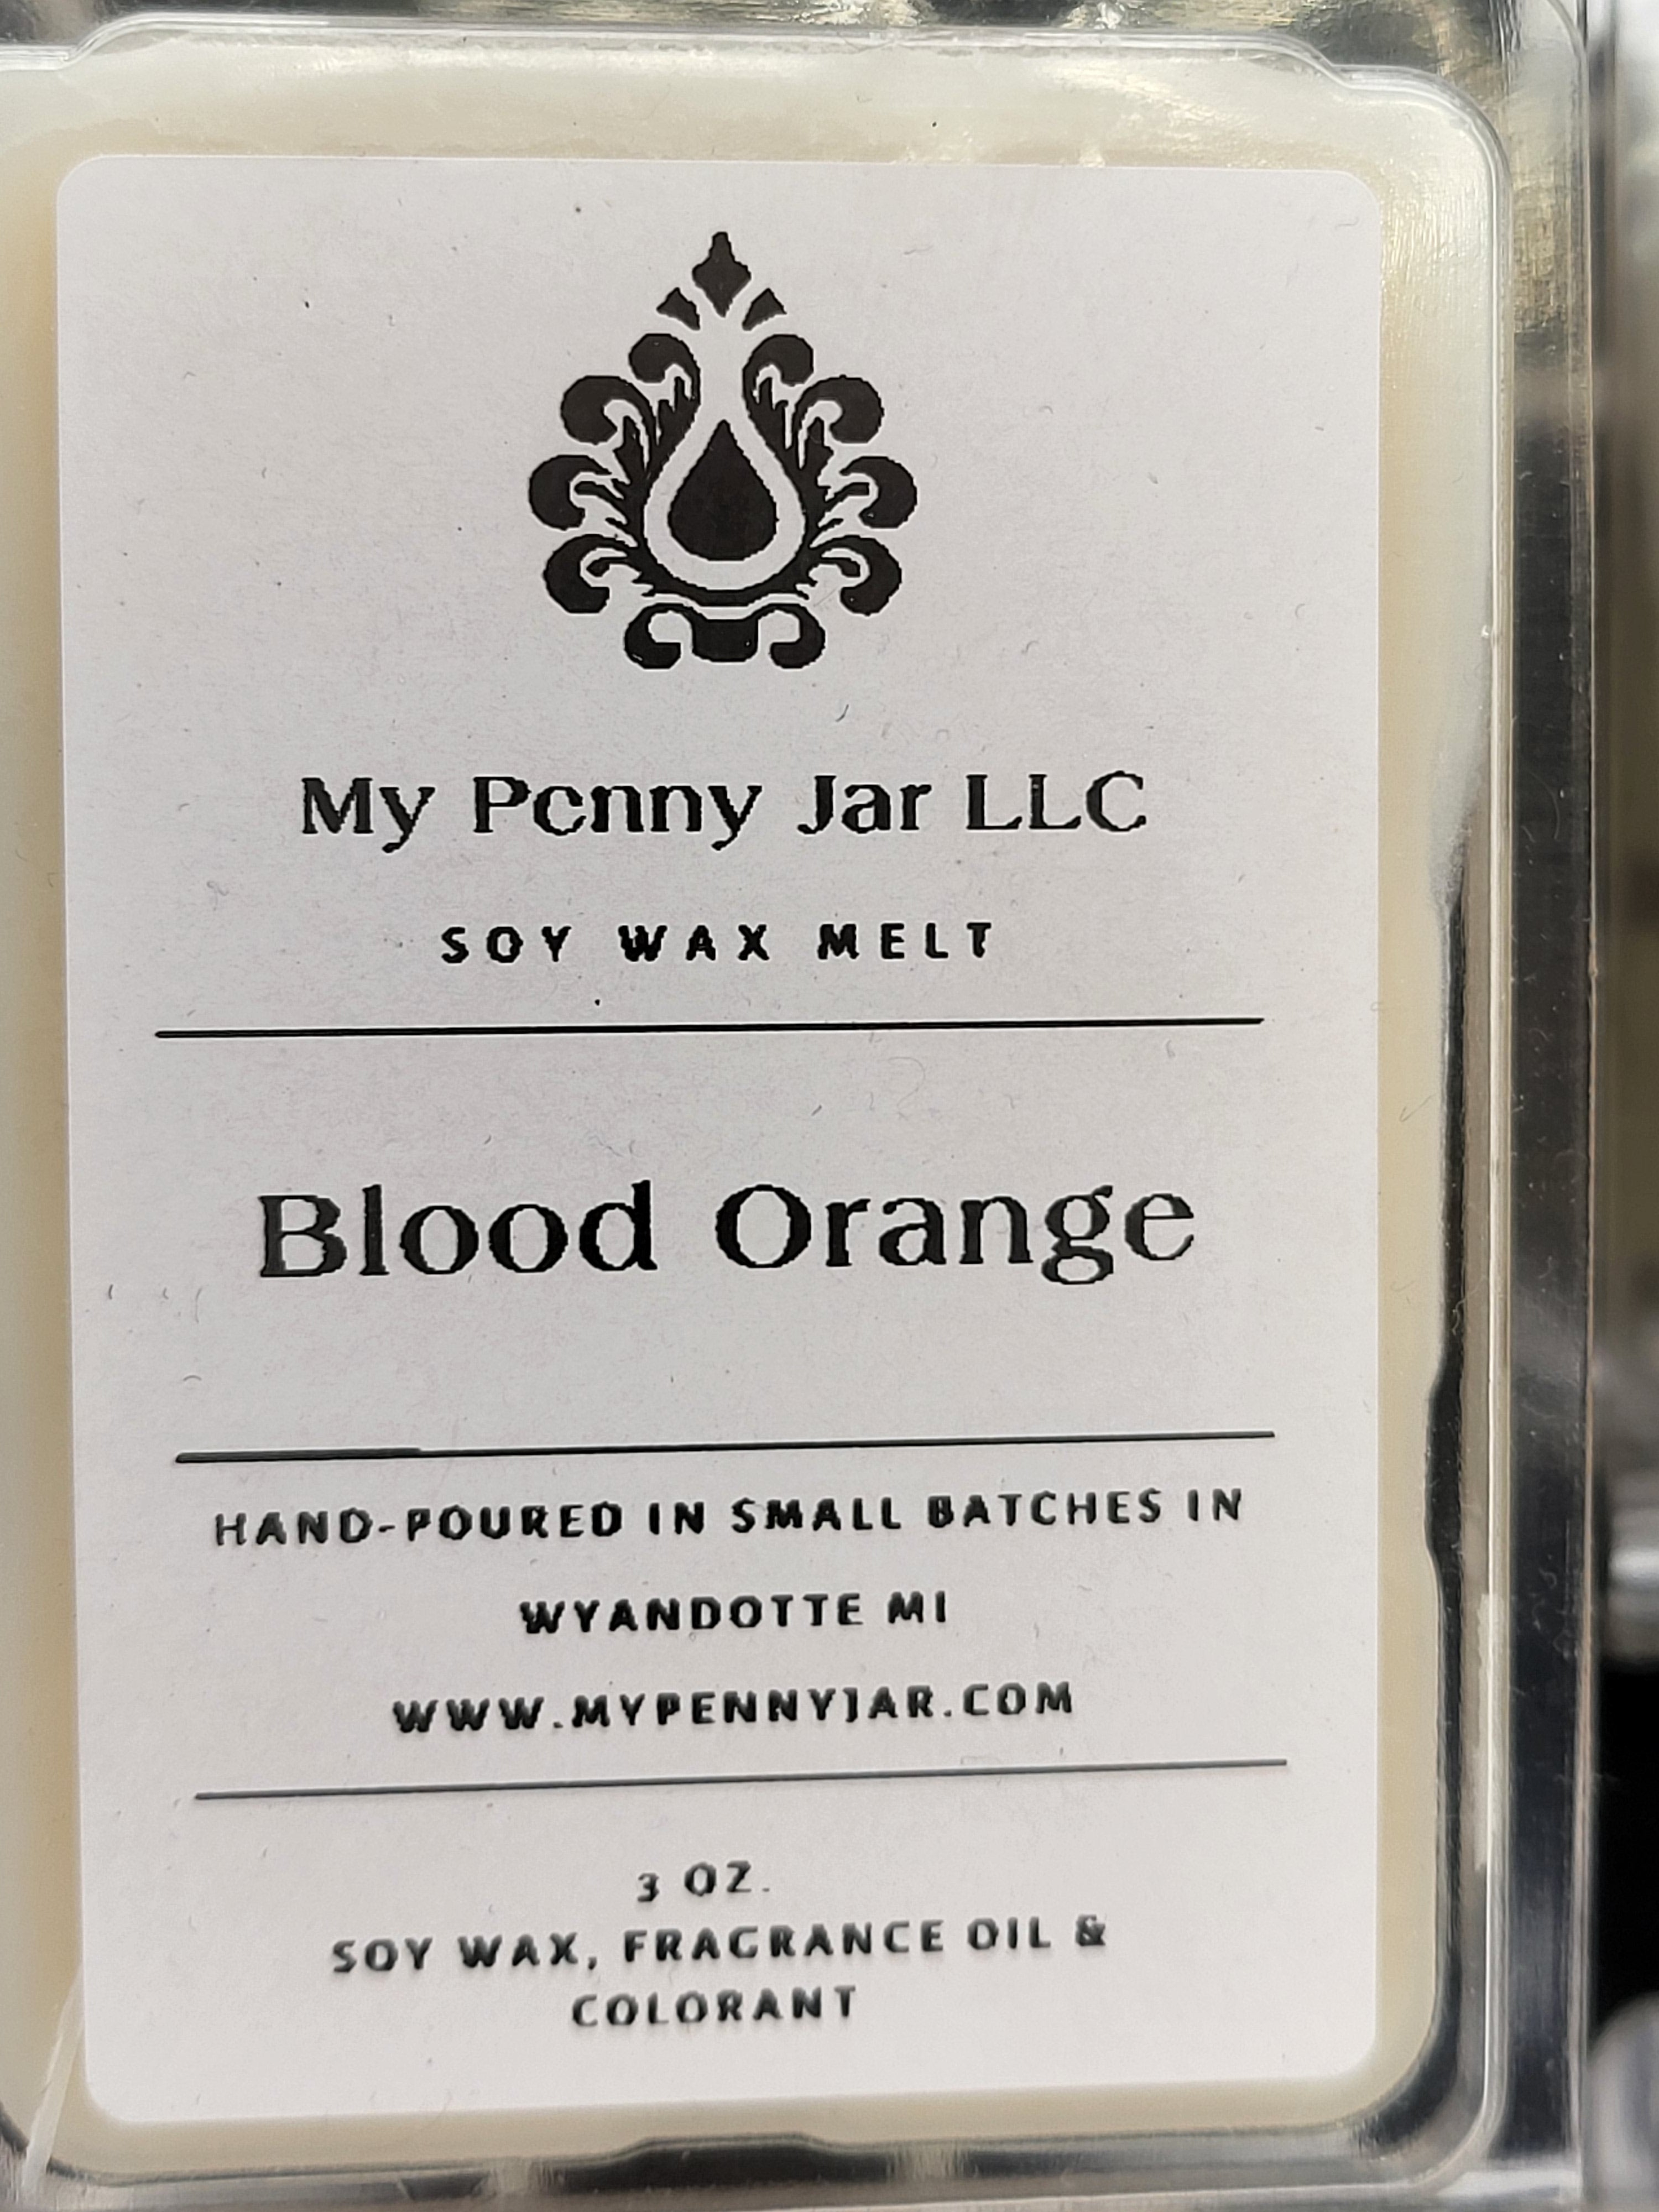 My Penny Jar LLC
SOY WAX MELT
Blood Orange
HAND-POURED IN SMALL BATCHES IN
WYANDOTTE MI
WWW.MYPENNYJAR.COM
3 OZ.
SOY WAX, FRAGRANCE OIL &
COLORANT